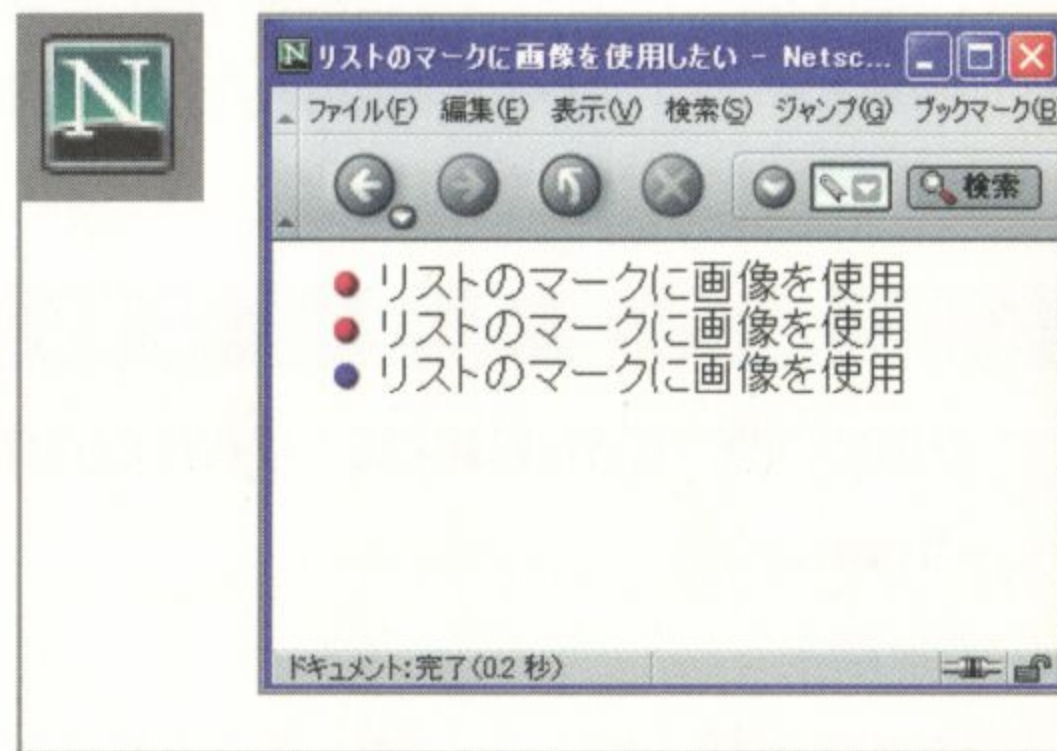 N
リストのマークに画像を使用したい - Netsc...
ファイル(F) 編集(E) 表示(V) 検索(S) ジャンプ(G) ブックマーク(B
検索
リストのマークに画像を使用
リストのマークに画像を使用
リストのマークに画像を使用
ドキュメント:完了(0.2 秒)